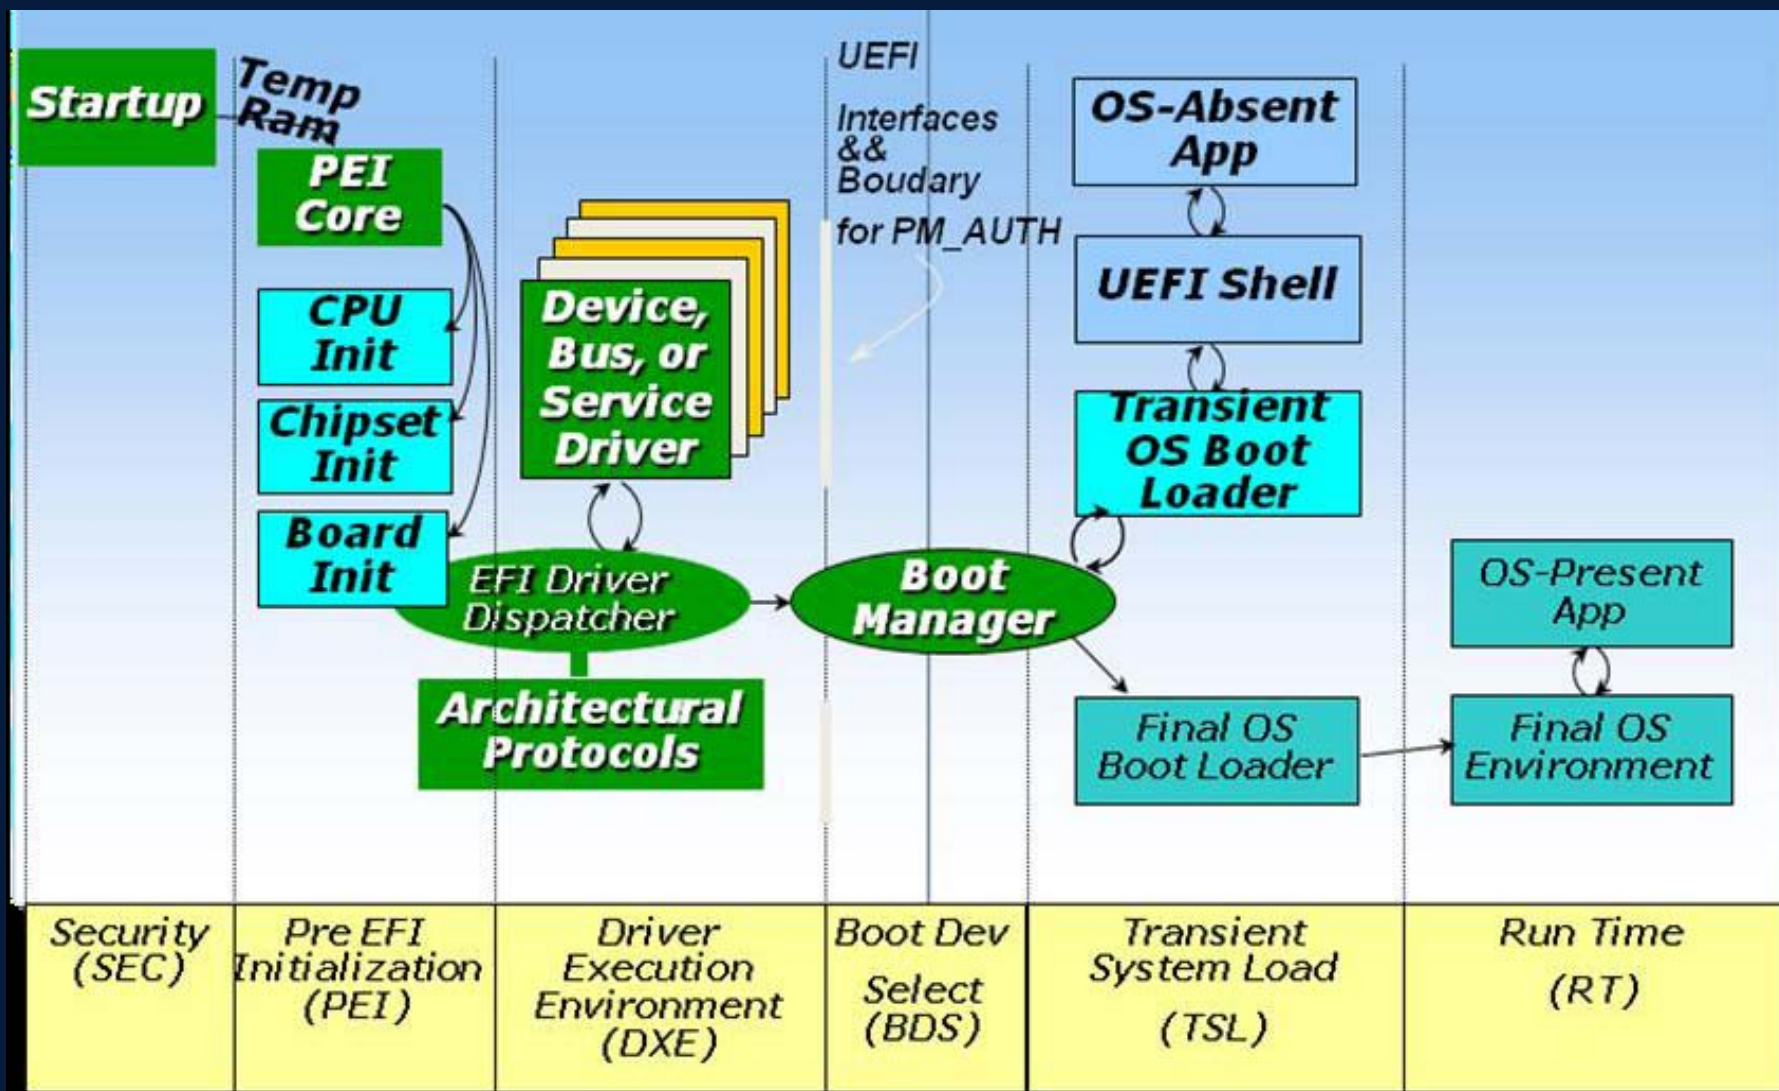 Startup
Temp
Ram
PEI
Core
CPU
Init
Chipset
Init
Board
Init
Device,
Bus, or
Service
Driver
EFI Driver
Dispatcher
Architectural
Protocols
UEFI
Interfaces
&&
Boudary
for PM_AUTH
Boot
Manager
OS-Absent
App
UEFI Shell
Transient
OS Boot
Loader
Final OS
Boot Loader
OS-Present
App
Final OS
Environment
Security
(SEC)
Pre EFI
Initialization
(PEI)
Driver
Execution
Environment
(DXE)
Boot Dev
Select
(BDS)
Transient
System Load
(TSL)
Run Time
(RT)